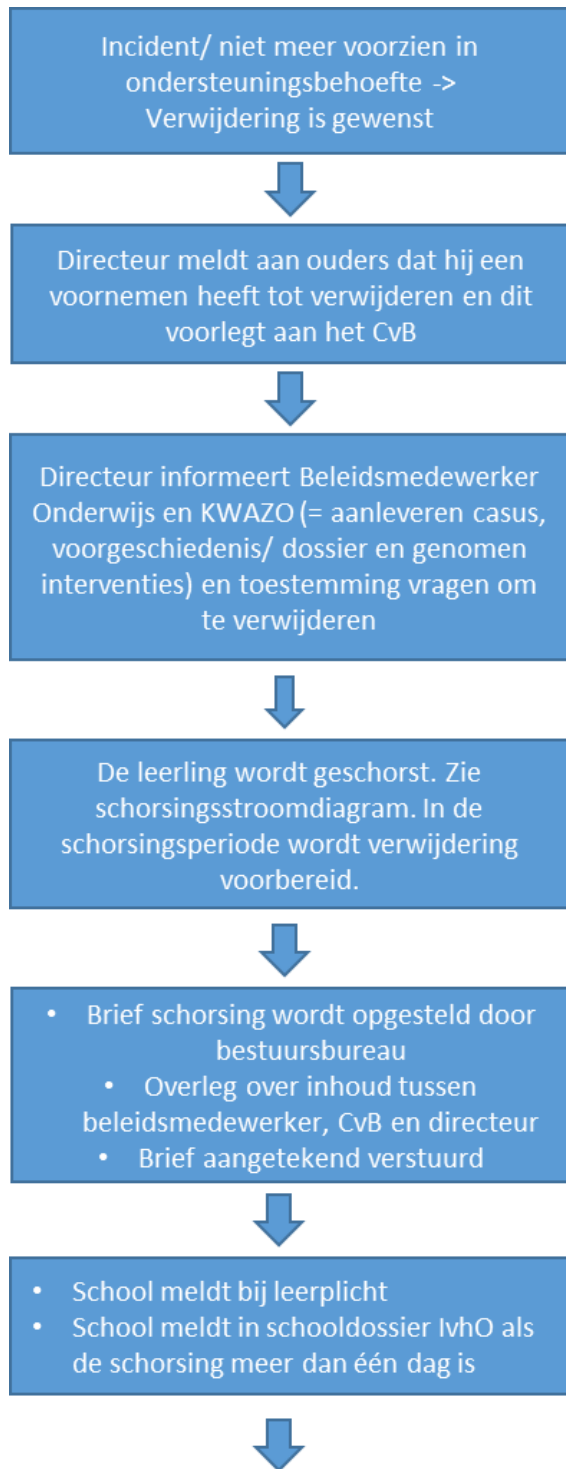 Incident/ niet meer voorzien in
ondersteuningsbehoefte ->
Verwijdering is gewenst
Directeur meldt aan ouders dat hij een
voornemen heeft tot verwijderen en dit
voorlegt aan het CvB
Directeur informeert Beleidsmedewerker
Onderwijs en KWAZO (= aanleveren casus,
voorgeschiedenis/ dossier en genomen
interventies) en toestemming vragen om
te verwijderen
De leerling wordt geschorst. Zie
schorsingsstroomdiagram. In de
schorsingsperiode wordt verwijdering
voorbereid.
• Brief schorsing wordt opgesteld door
bestuursbureau
• Overleg over inhoud tussen
beleidsmedewerker, CvB en directeur
• Brief aangetekend verstuurd
• School meldt bij leerplicht
• School meldt in schooldossier IvhO als
de schorsing meer dan één dag is